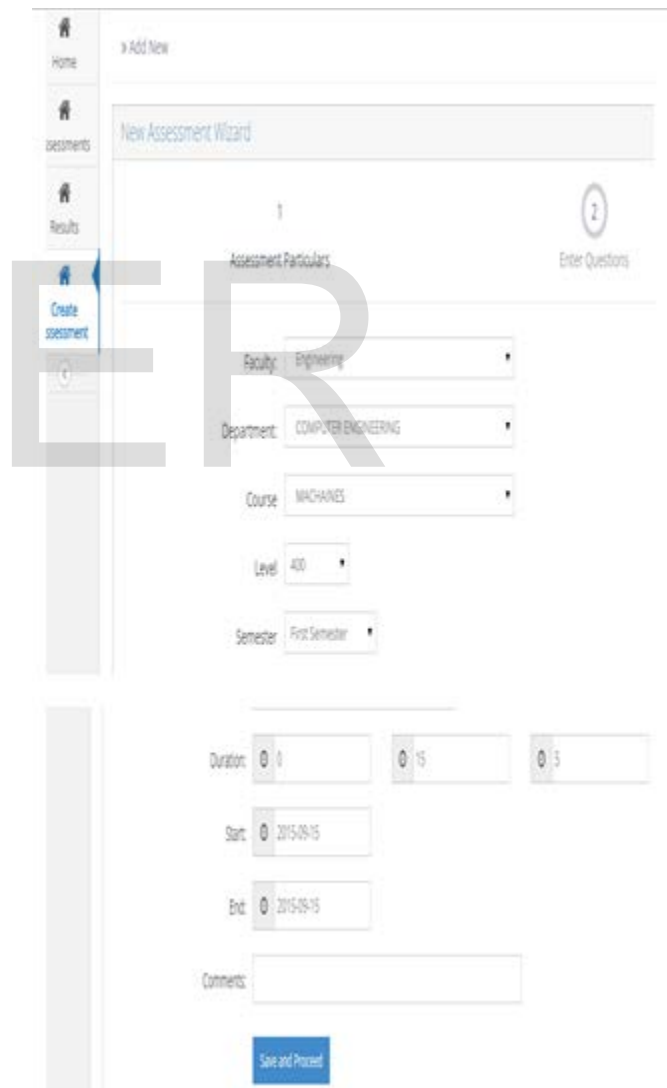 Home
» Add New
ssessments
New Assessment Wizard
Results
1
2
Assessment Particulars
Enter Questions
Create
ssessment
ER
Faculty: Engineering
Department: COMPUTER ENGINEERING
Course MACHAINES
Level 400
Semester First Semester
Duration: 0 15 5
Start: 2015-09-15
End: 2015-09-15
Comments:
Save and Proceed